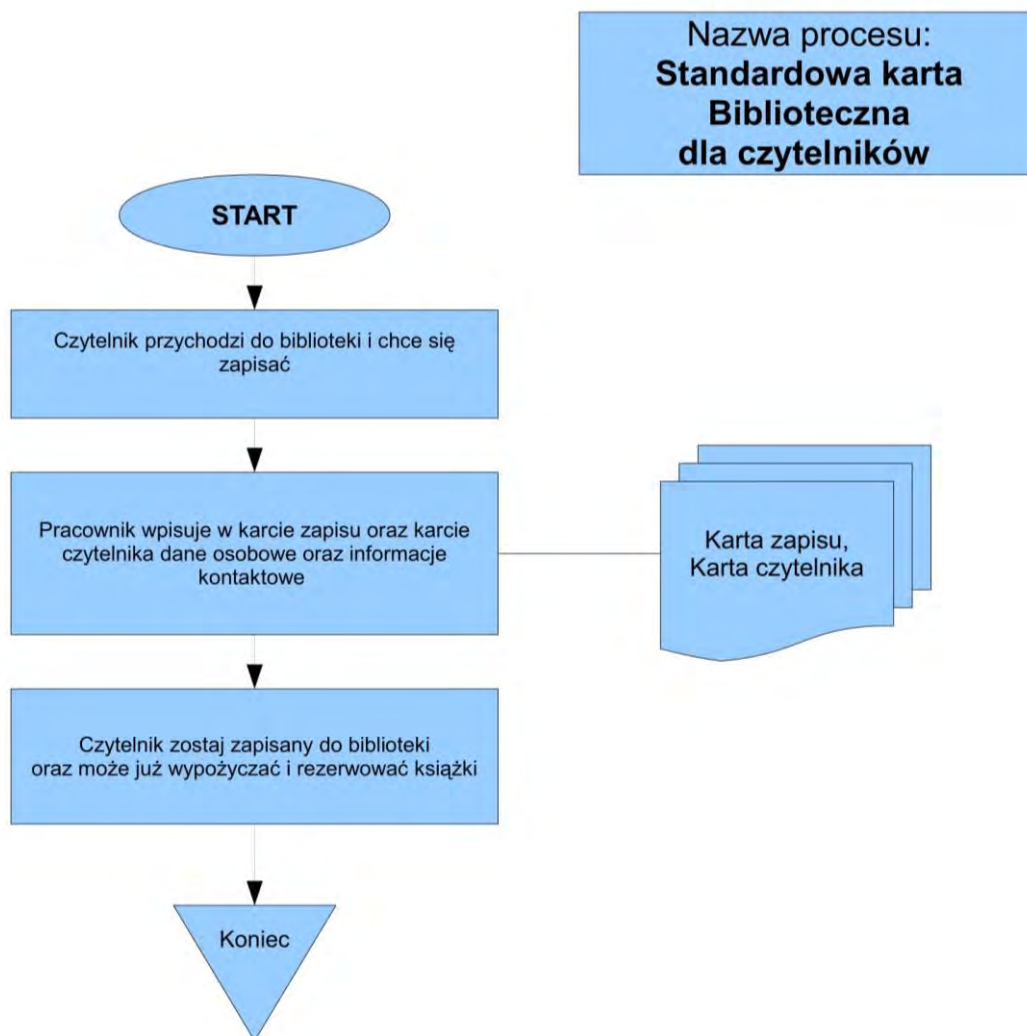 Nazwa procesu:
Standardowa karta
Biblioteczna
dla czytelników
START
Czytelnik przychodzi do biblioteki i chce się
zapisać
Pracownik wpisuje w karcie zapisu oraz karcie
czytelnika dane osobowe oraz informacje
kontaktowe
Karta zapisu,
Karta czytelnika
Czytelnik zostaj zapisany do biblioteki
oraz może już wypożyczać i rezerwować książki
Koniec